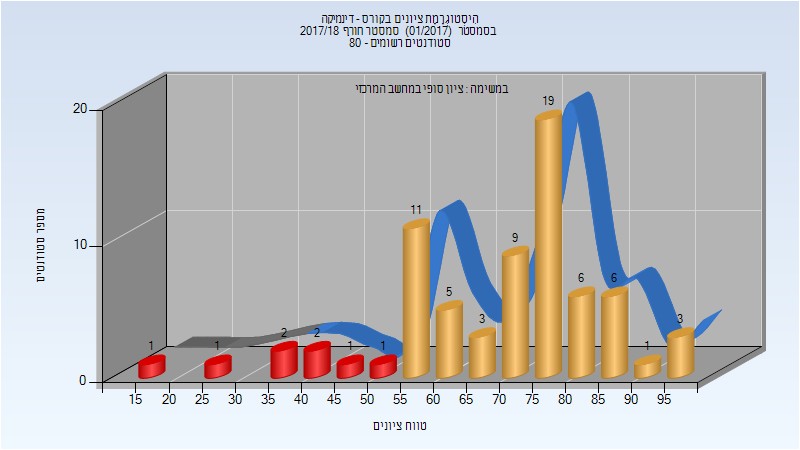 היסטוגרמת ציונים בקורס - דינמיקה
בסמסטר (01/2017) סמסטר חורף 2017/18
סטודנטים רשומים - 80
במשימה : ציון סופי במחשב המרכזי
מספר סטודנטים
20
10
0
1
1
2
2
1
1
11
5
3
9
19
6
6
1
3
15 20 25 30 35 40 45 50 55 60 65 70 75 80 85 90 95
טווח ציונים